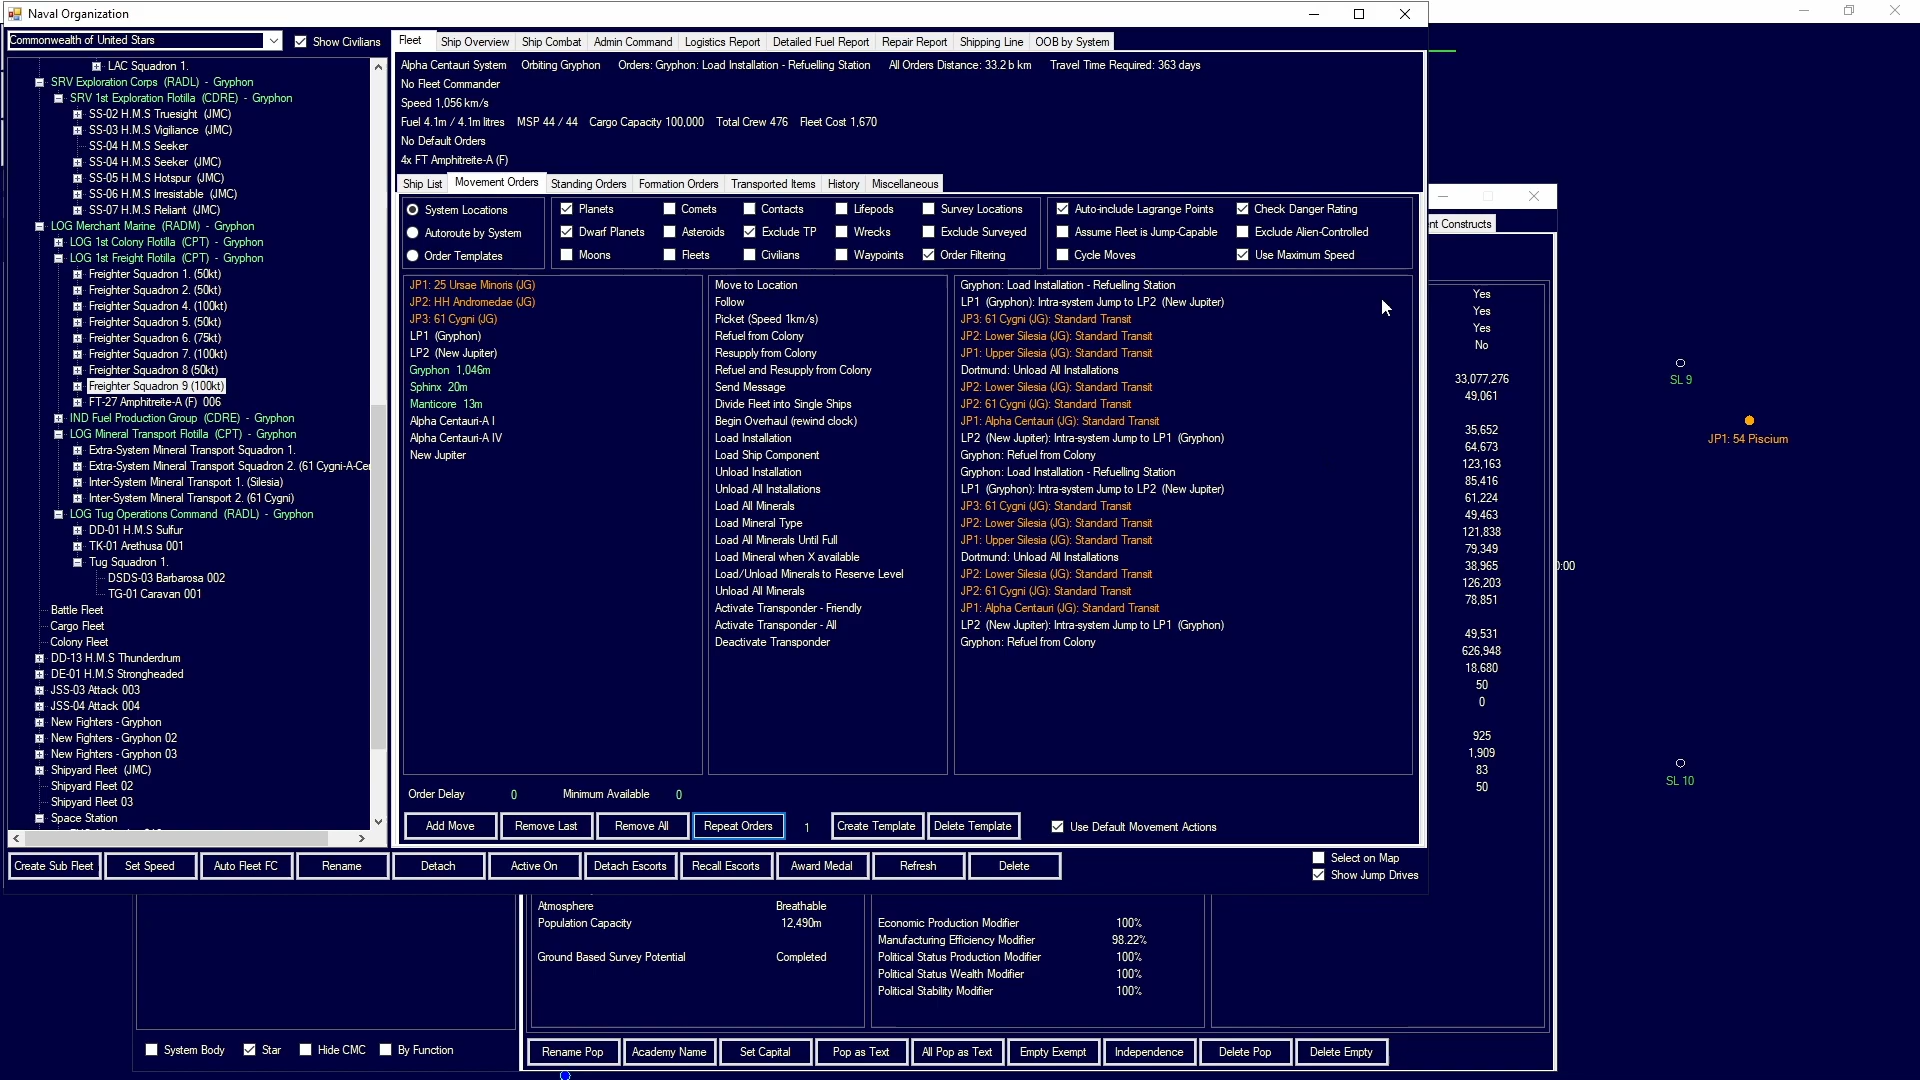 Naval Organization
Commonwealth of United Stars
Show Civilians
LAC Squadron 1.
SRV Exploration Corps (RADL) - Gryphon
SRV 1st Exploration Flotilla (CDRE) - Gryphon
SS-02 H.M.S Truesight (JMC)
SS-03 H.M.S Vigiliance (JMC)
SS-04 H.M.S Seeker
SS-04 H.M.S Seeker (JMC)
SS-05 H.M.S Hotspur (JMC)
SS-06 H.M.S Irresistable (JMC)
SS-07 H.M.S Reliant (JMC)
LOG Merchant Marine (RADM) - Gryphon
LOG 1st Colony Flotilla (CPT) - Gryphon
LOG 1st Freight Flotilla (CPT) - Gryphon
Freighter Squadron 1. (50kt)
Freighter Squadron 2. (50kt)
Freighter Squadron 4. (100kt)
Freighter Squadron 5. (50kt)
Freighter Squadron 6. (75kt)
Freighter Squadron 7. (100kt)
Freighter Squadron 8 (50kt)
Freighter Squadron 9 (100kt)
FT-27 Amphitreite-A (F) 006
IND Fuel Production Group (CDRE) - Gryphon
LOG Mineral Transport Flotilla (CPT) - Gryphon
Extra-System Mineral Transport Squadron 1.
Extra-System Mineral Transport Squadron 2. (61 Cygni-A-Ce
Inter-System Mineral Transport 1. (Silesia)
Inter-System Mineral Transport 2. (61 Cygni)
LOG Tug Operations Command (RADL) - Gryphon
DD-01 H.M.S Sulfur
TK-01 Arethusa 001
Tug Squadron 1.
DSDS-03 Barbarosa 002
TG-01 Caravan 001
Battle Fleet
Cargo Fleet
Colony Fleet
DD-13 H.M.S Thunderdrum
DE-01 H.M.S Strongheaded
JSS-03 Attack 003
JSS-04 Attack 004
New Fighters - Gryphon
New Fighters - Gryphon 02
New Fighters - Gryphon 03
Shipyard Fleet (JMC)
Shipyard Fleet 02
Shipyard Fleet 03
Space Station
Fleet Ship Overview Ship Combat Admin Command Logistics Report Detailed Fuel Report Repair Report Shipping Line OOB by System
Alpha Centauri System Orbiting Gryphon Orders: Gryphon: Load Installation - Refuelling Station All Orders Distance: 33.2 b km Travel Time Required: 363 days
No Fleet Commander
Speed 1,056 km/s
Fuel 4.1m / 4.1m litres MSP 44 / 44 Cargo Capacity 100,000 Total Crew 476 Fleet Cost 1,670
No Default Orders
4x FT Amphitreite-A (F)
Ship List Movement Orders Standing Orders Formation Orders Transported Items History Miscellaneous
System Locations
Autoroute by System
Order Templates
Planets Comets Contacts Lifepods Survey Locations
Dwarf Planets Asteroids Exclude TP Wrecks Exclude Surveyed
Moons Fleets Civilians Waypoints Order Filtering
Auto-include Lagrange Points Check Danger Rating
Assume Fleet is Jump-Capable Exclude Alien-Controlled
Cycle Moves Use Maximum Speed
JP1: 25 Ursae Minoris (JG)
JP2: HH Andromedae (JG)
JP3: 61 Cygni (JG)
LP1 (Gryphon)
LP2 (New Jupiter)
Gryphon 1,046m
Sphinx 20m
Manticore 13m
Alpha Centauri-A I
Alpha Centauri-A IV
New Jupiter
Move to Location
Follow
Picket (Speed 1km/s)
Refuel from Colony
Resupply from Colony
Refuel and Resupply from Colony
Send Message
Divide Fleet into Single Ships
Begin Overhaul (rewind clock)
Load Installation
Load Ship Component
Unload Installation
Unload All Installations
Load All Minerals
Load Mineral Type
Load All Minerals Until Full
Load Mineral when X available
Load/Unload Minerals to Reserve Level
Unload All Minerals
Activate Transponder - Friendly
Activate Transponder - All
Deactivate Transponder
Gryphon: Load Installation - Refuelling Station
LP1 (Gryphon): Intra-system Jump to LP2 (New Jupiter)
JP3: 61 Cygni (JG): Standard Transit
JP2: Lower Silesia (JG): Standard Transit
JP1: Upper Silesia (JG): Standard Transit
Dortmund: Unload All Installations
JP2: Lower Silesia (JG): Standard Transit
JP2: 61 Cygni (JG): Standard Transit
JP1: Alpha Centauri (JG): Standard Transit
LP2 (New Jupiter): Intra-system Jump to LP1 (Gryphon)
Gryphon: Refuel from Colony
Gryphon: Load Installation - Refuelling Station
LP1 (Gryphon): Intra-system Jump to LP2 (New Jupiter)
JP3: 61 Cygni (JG): Standard Transit
JP2: Lower Silesia (JG): Standard Transit
JP1: Upper Silesia (JG): Standard Transit
Dortmund: Unload All Installations
JP2: Lower Silesia (JG): Standard Transit
JP2: 61 Cygni (JG): Standard Transit
JP1: Alpha Centauri (JG): Standard Transit
LP2 (New Jupiter): Intra-system Jump to LP1 (Gryphon)
Gryphon: Refuel from Colony
Order Delay 0 Minimum Available 0
Add Move Remove Last Remove All Repeat Orders 1 Create Template Delete Template Use Default Movement Actions
Create Sub Fleet Set Speed Auto Fleet FC Rename Detach Active On Detach Escorts Recall Escorts Award Medal Refresh Delete
Select on Map
Show Jump Drives
nt Constructs
Yes
Yes
Yes
No
33,077,276
49,061
35,652
64,673
123,163
85,416
61,224
49,463
121,838
79,349
38,965
126,203
78,851
49,531
626,948
18,680
50
0
925
1,909
83
50
:00
SL 9
JP1: 54 Piscium
SL 10
Atmosphere Breathable
Population Capacity 12,490m
Ground Based Survey Potential Completed
Economic Production Modifier 100%
Manufacturing Efficiency Modifier 98.22%
Political Status Production Modifier 100%
Political Status Wealth Modifier 100%
Political Stability Modifier 100%
System Body Star Hide CMC By Function
Rename Pop Academy Name Set Capital Pop as Text All Pop as Text Empty Exempt Independence Delete Pop Delete Empty